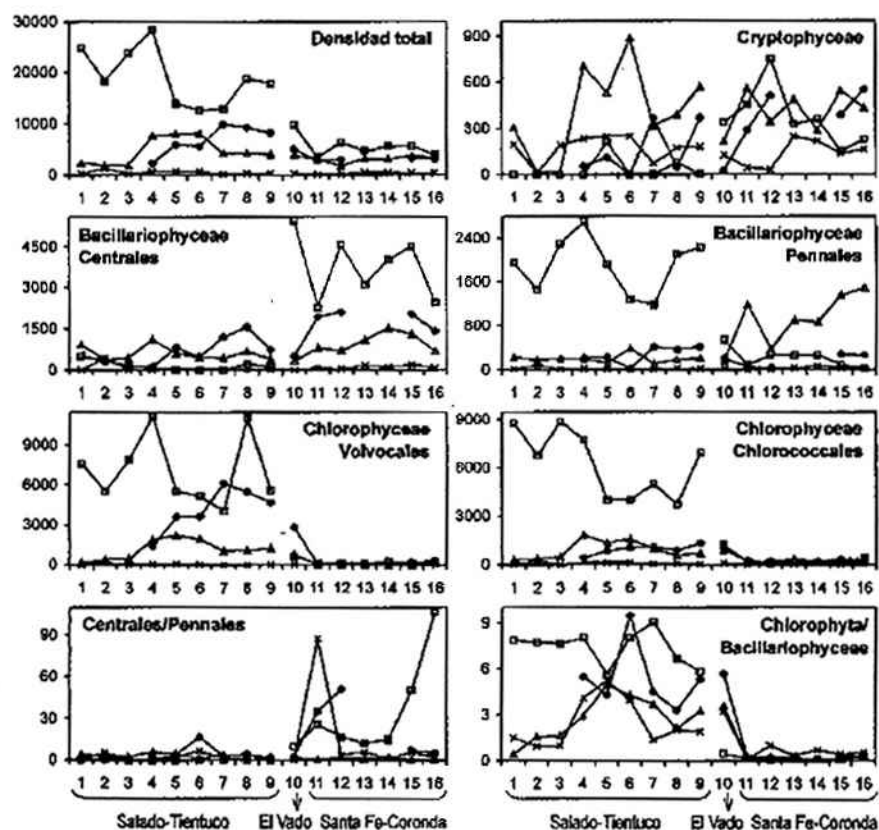 Densidad total
30000
20000
10000
0
1 2 3 4 5 6 7 8 9 10 11 12 13 14 15 16
Cryptophyceae
900
600
300
0
1 2 3 4 5 6 7 8 9 10 11 12 13 14 15 16
Bacillariophyceae
Centrales
4500
3000
1500
0
1 2 3 4 5 6 7 8 9 10 11 12 13 14 15 16
Bacillariophyceae
Pennales
2400
1600
800
0
1 2 3 4 5 6 7 8 9 10 11 12 13 14 15 16
Chlorophyceae
Volvocales
9000
6000
3000
0
1 2 3 4 5 6 7 8 9 10 11 12 13 14 15 16
Chlorophyceae
Chlorococcales
9000
6000
3000
0
1 2 3 4 5 6 7 8 9 10 11 12 13 14 15 16
Centrales/Pennales
90
60
30
0
1 2 3 4 5 6 7 8 9 10 11 12 13 14 15 16
Chlorophyta/
Bacillariophyceae
9
6
3
0
1 2 3 4 5 6 7 8 9 10 11 12 13 14 15 16
Salado-Tientuco El Vado Santa Fe-Coronda
Salado-Tientuco El Vado Santa Fe-Coronda